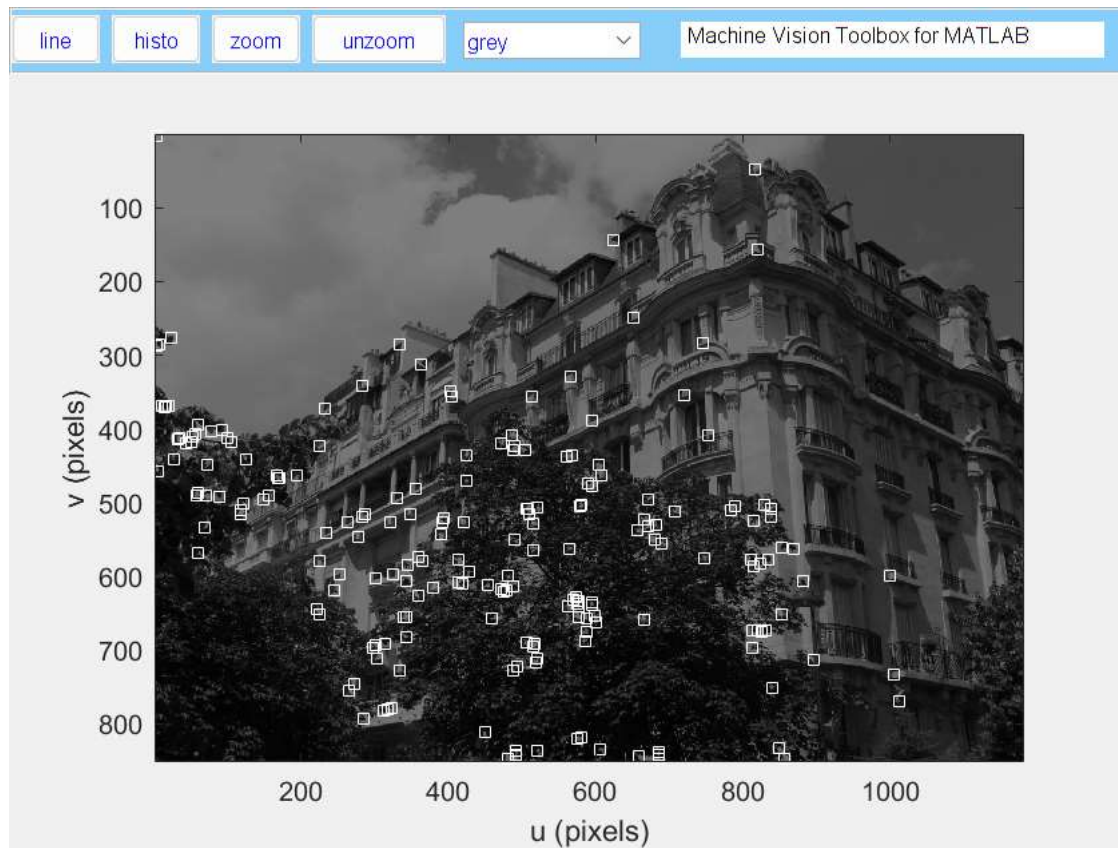 line histo zoom unzoom grey Machine Vision Toolbox for MATLAB
100
200
300
400
500
600
700
800
v (pixels)
200 400 600 800 1000
u (pixels)